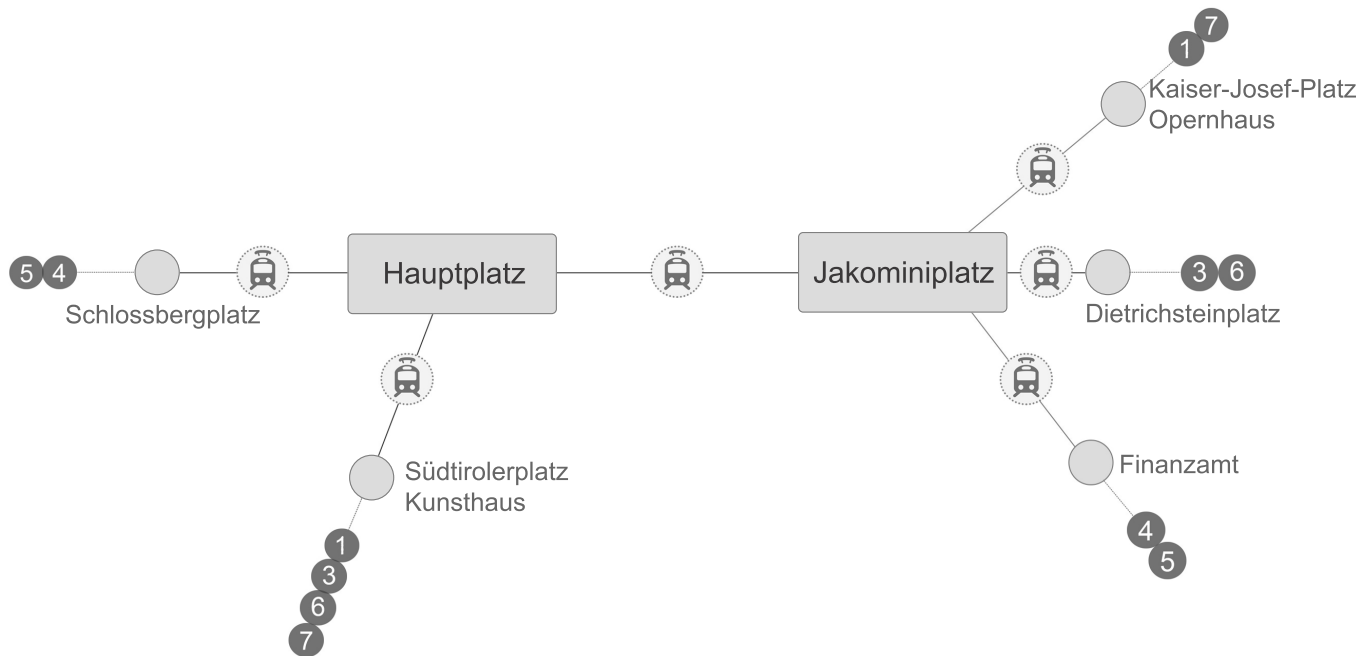 7
1
Kaiser-Josef-Platz
Opernhaus
5 4
Schlossbergplatz
Hauptplatz
Jakominiplatz
3 6
Dietrichsteinplatz
Südtirolerplatz
Kunsthaus
1
3
6
7
Finanzamt
4
5